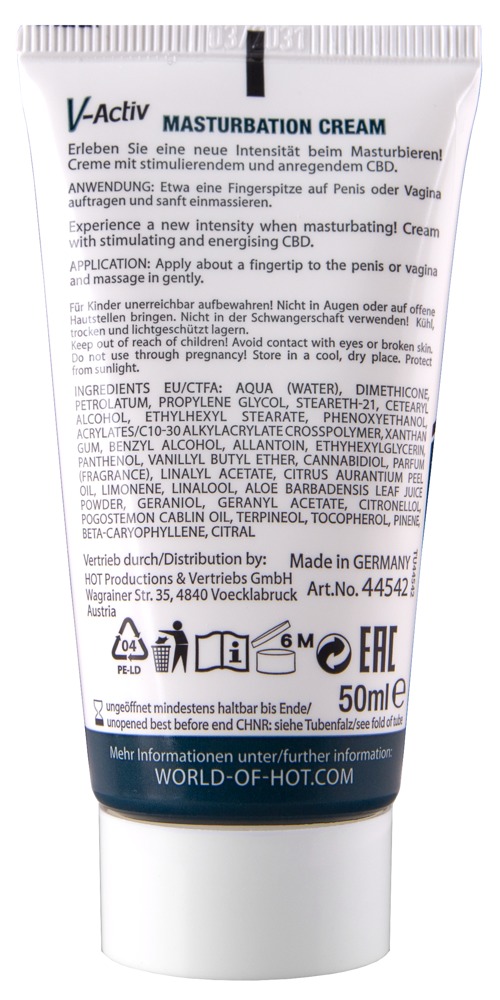 V-Activ MASTURBATION CREAM
Erleben Sie eine neue Intensität beim Masturbieren!
Creme mit stimulierendem und anregendem CBD.
ANWENDUNG: Etwa eine Fingerspitze auf Penis oder Vagina
auftragen und sanft einmassieren.
Experience a new intensity when masturbating! Cream
with stimulating and energising CBD.
APPLICATION: Apply about a fingertip to the penis or vagina
and massage in gently.
Für Kinder unerreichbar aufbewahren! Nicht in Augen oder auf offene
Hautstellen bringen. Nicht in der Schwangerschaft verwenden! Kühl,
trocken und lichtgeschützt lagern.
Keep out of reach of children! Avoid contact with eyes or broken skin.
Do not use through pregnancy! Store in a cool, dry place. Protect
from sunlight.
INGREDIENTS EU/CTFA: AQUA (WATER), DIMETHICONE,
PETROLATUM, PROPYLENE GLYCOL, STEARETH-21, CETEARYL
ALCOHOL, ETHYLHEXYL STEARATE, PHENOXYETHANOL,
ACRYLATES/C10-30 ALKYLACRYLATE CROSSPOLYMER, XANTHAN
GUM, BENZYL ALCOHOL, ALLANTOIN, ETHYHEXYLGLYCERIN,
PANTHENOL, VANILLYL BUTYL ETHER, CANNABIDIOL, PARFUM
(FRAGRANCE), LINALYL ACETATE, CITRUS AURANTIUM PEEL
OIL, LIMONENE, LINALOOL, ALOE BARBADENSIS LEAF JUICE
POWDER, GERANIOL, GERANYL ACETATE, CITRONELLOL,
POGOSTEMON CABLIN OIL, TERPINEOL, TOCOPHEROL, PINENE,
BETA-CARYOPHYLLENE, CITRAL
Vertrieb durch/Distribution by:
HOT Productions & Vertriebs GmbH
Wagrainer Str. 35, 4840 Voecklabruck
Austria
Made in GERMANY
Art.No. 44542
TU44542
04
PE-LD
6 M
EAC
50ml e
ungeöffnet mindestens haltbar bis Ende/
unopened best before end CHNR: siehe Tubenfalz/see fold of tube
Mehr Informationen unter/further information:
WORLD-OF-HOT.COM